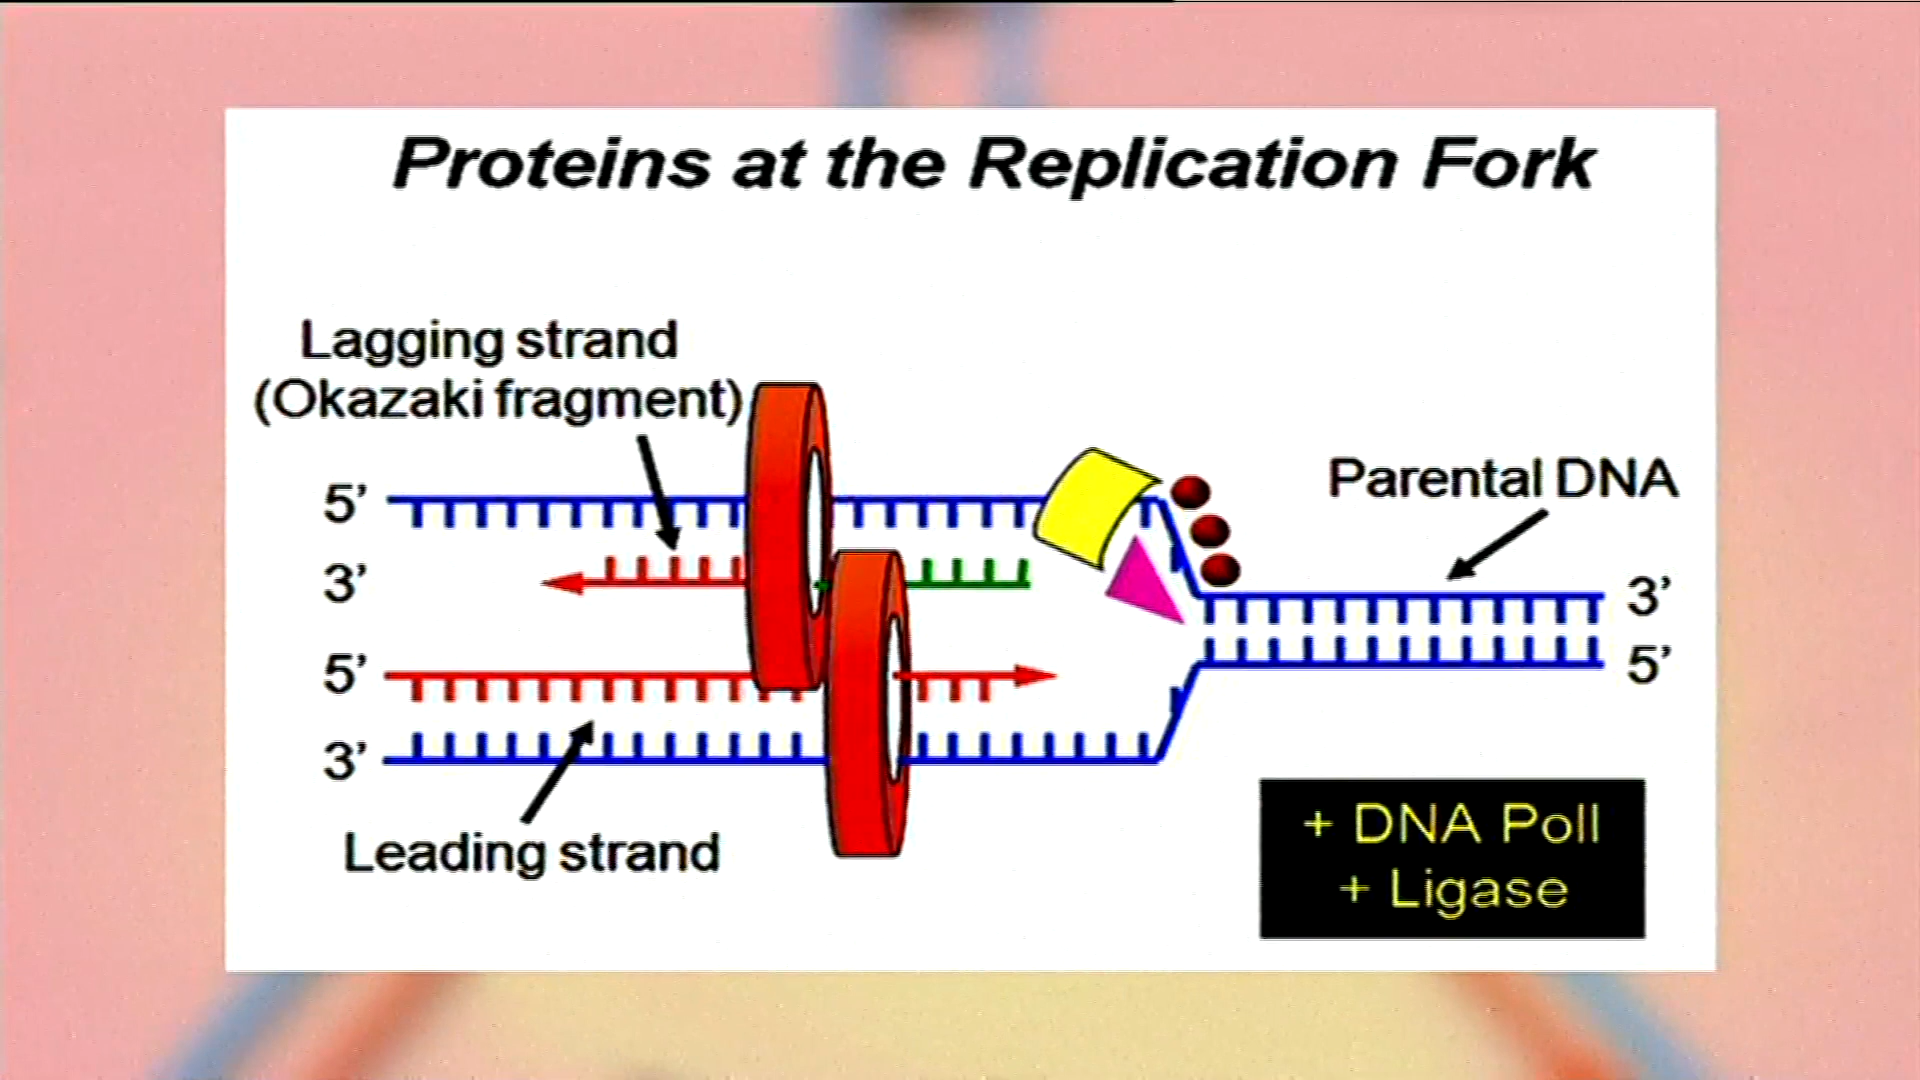 Proteins at the Replication Fork
Lagging strand
(Okazaki fragment)
Parental DNA
5’
3’
3’
5’
5’
3’
Leading strand
+ DNA PolI
+ Ligase